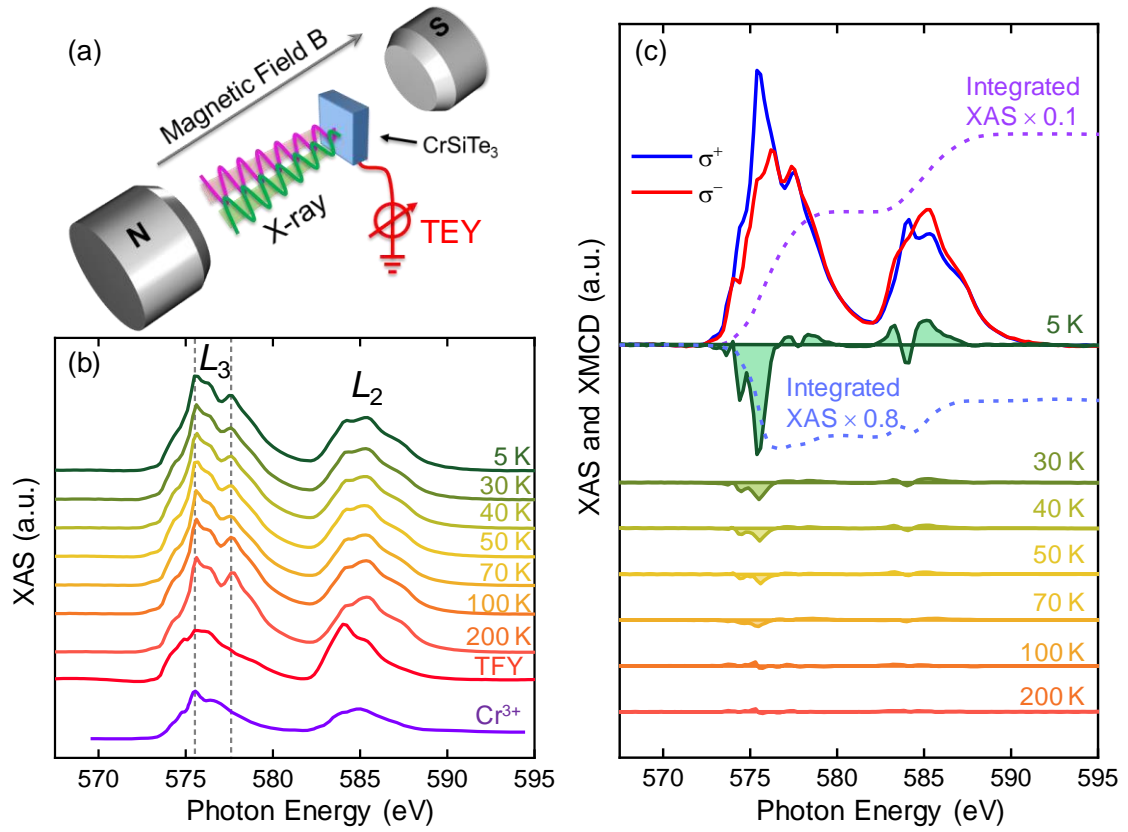 (a)
Magnetic Field B
S
N
X-ray
CrSiTe₃
TEY
(b)
L₃
L₂
5 K
30 K
40 K
50 K
70 K
100 K
200 K
TFY
Cr³⁺
XAS (a.u.)
570 575 580 585 590 595
Photon Energy (eV)
(c)
Integrated
XAS × 0.1
σ⁺
σ⁻
5 K
Integrated
XAS × 0.8
30 K
40 K
50 K
70 K
100 K
200 K
XAS and XMCD (a.u.)
570 575 580 585 590 595
Photon Energy (eV)